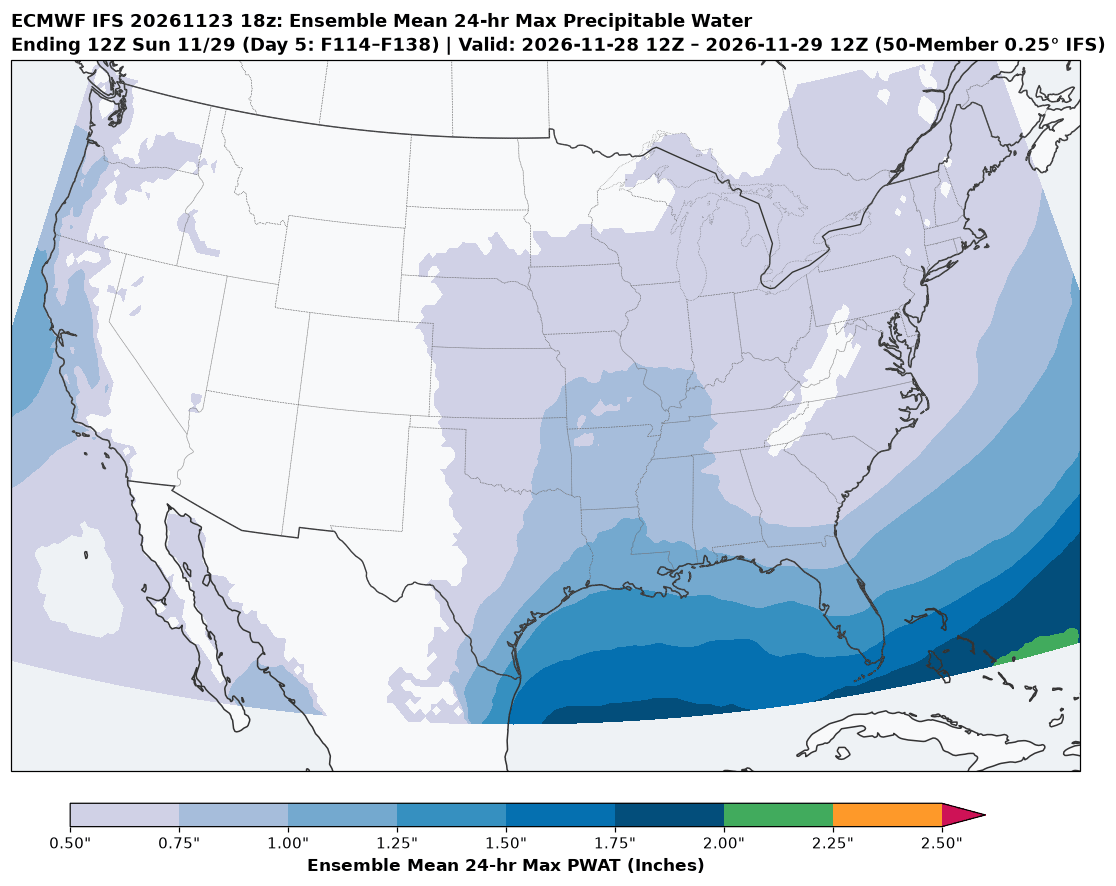 ECMWF IFS 20261123 18z: Ensemble Mean 24-hr Max Precipitable Water
Ending 12Z Sun 11/29 (Day 5: F114–F138) | Valid: 2026-11-28 12Z – 2026-11-29 12Z (50-Member 0.25° IFS)
0.50" 0.75" 1.00" 1.25" 1.50" 1.75" 2.00" 2.25" 2.50"
Ensemble Mean 24-hr Max PWAT (Inches)